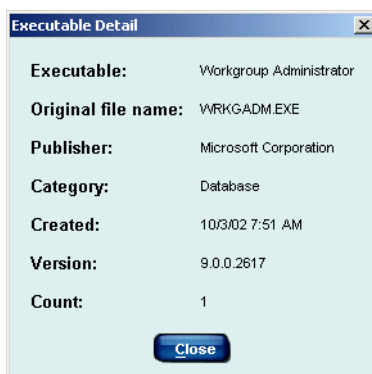 Executable Detail
Executable: Workgroup Administrator
Original file name: WRKGADM.EXE
Publisher: Microsoft Corporation
Category: Database
Created: 10/3/02 7:51 AM
Version: 9.0.0.2617
Count: 1
Close